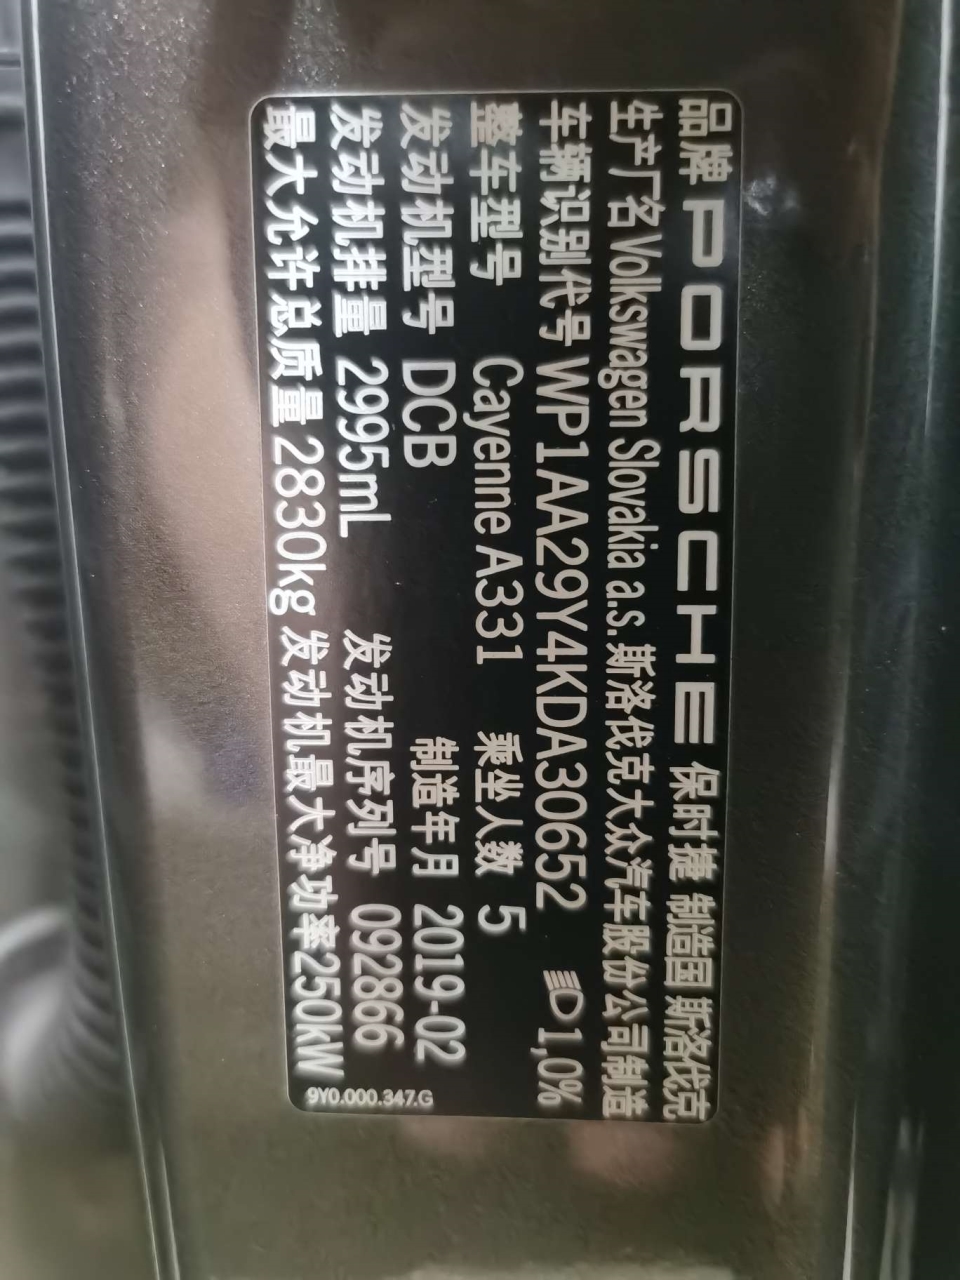 品牌 PORSCHE 保时捷 制造国 斯洛伐克
生产厂名 Volkswagen Slovakia a.s. 斯洛伐克大众汽车股份公司制造
车辆识别代号 WP1AA29Y4KDA30652 1,0%
整车型号 Cayenne A331 乘坐人数 5
发动机型号 DCB 制造年月 2019-02
发动机排量 2995mL 发动机序列号 092866
最大允许总质量 2830kg 发动机最大净功率250kW
9Y0.000.347.G